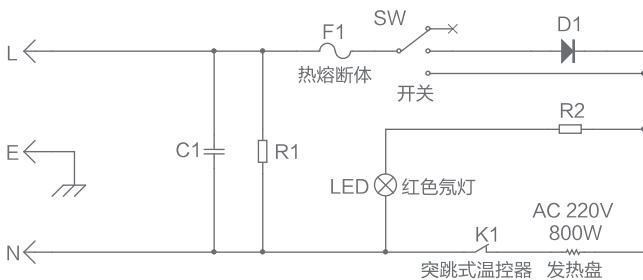 SW
F1
D1
L
热熔断体
开关
R2
E
C1
R1
LED
红色氖灯
AC 220V
800W
K1
N
突跳式温控器
发热盘